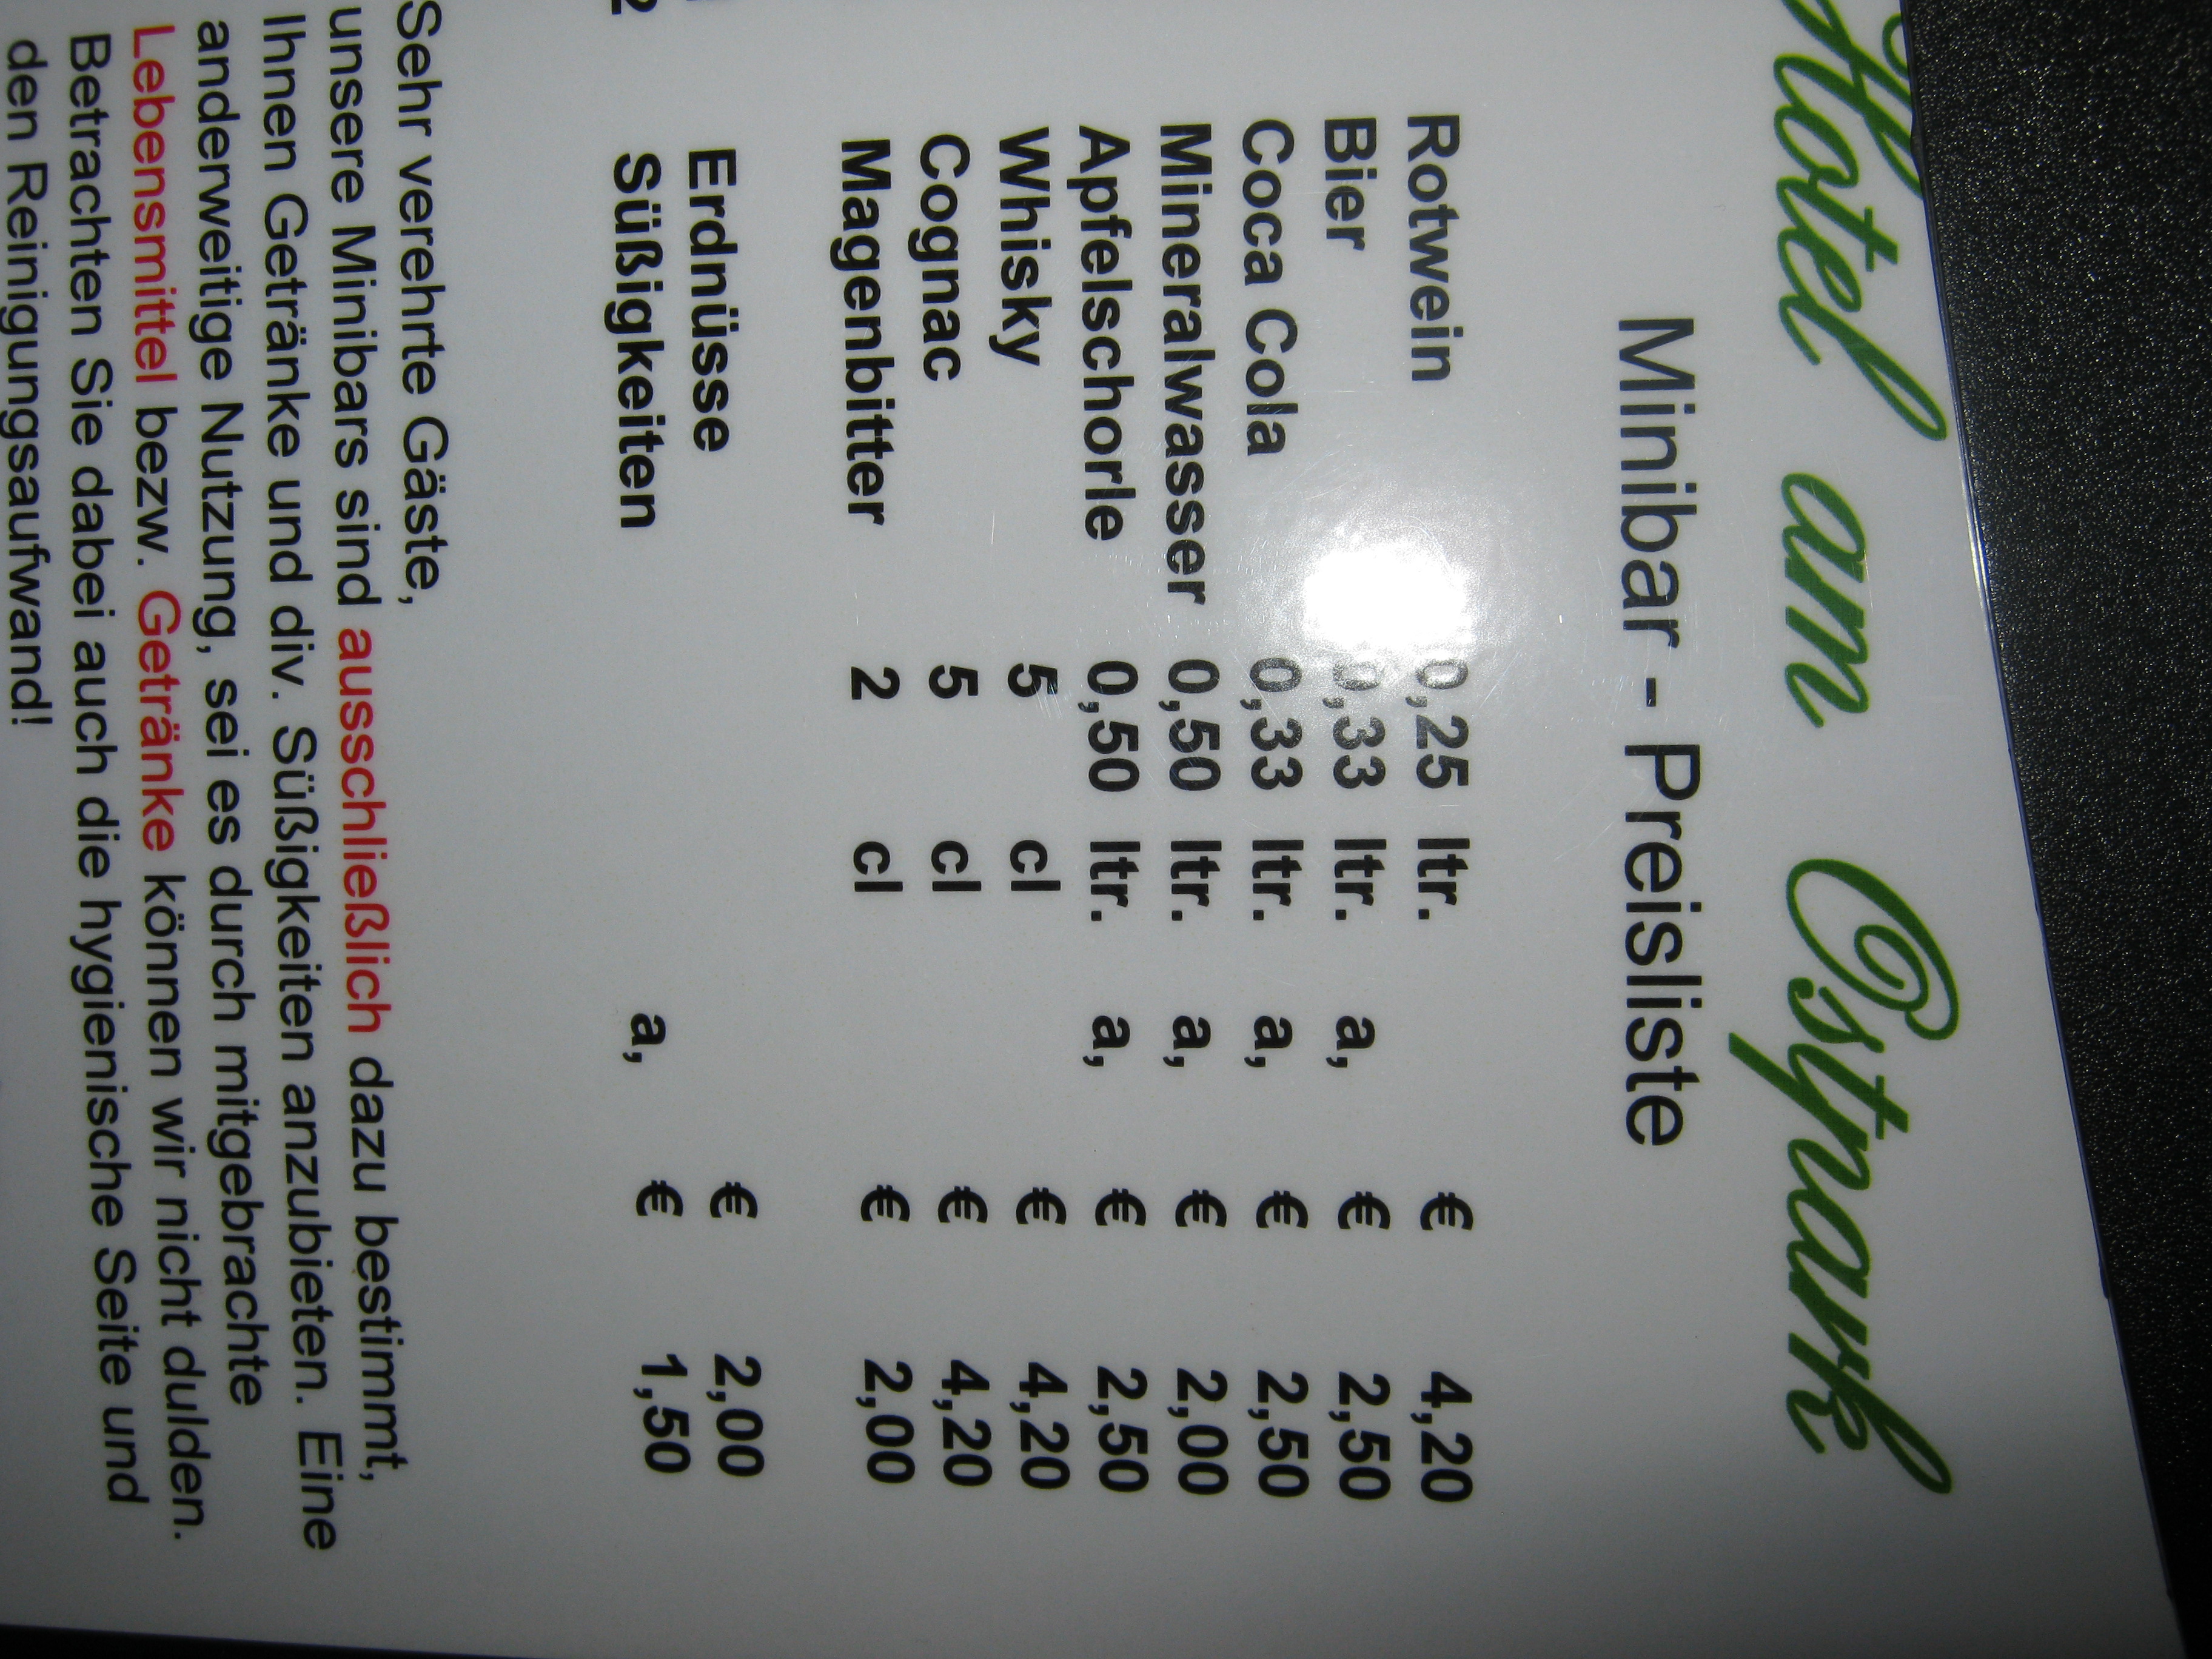 Hotel am Ostpark
Minibar - Preisliste
Rotwein 0,25 ltr. € 4,20
Bier 0,33 ltr. a, € 2,50
Coca Cola 0,33 ltr. a, € 2,50
Mineralwasser 0,50 ltr. a, € 2,00
Apfelschorle 0,50 ltr. a, € 2,50
Whisky 5 cl € 4,20
Cognac 5 cl € 4,20
Magenbitter 2 cl € 2,00
Erdnüsse € 2,00
2 Süßigkeiten a, € 1,50
Sehr verehrte Gäste,
unsere Minibars sind ausschließlich dazu bestimmt,
Ihnen Getränke und div. Süßigkeiten anzubieten. Eine
anderweitige Nutzung, sei es durch mitgebrachte
Lebensmittel bezw. Getränke können wir nicht dulden.
Betrachten Sie dabei auch die hygienische Seite und
den Reinigungsaufwand!